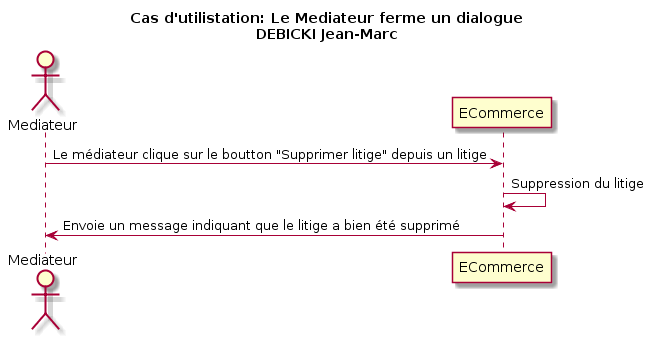 Cas d'utilistation: Le Mediateur ferme un dialogue
DEBICKI Jean-Marc
Mediateur
ECommerce
Le médiateur clique sur le boutton "Supprimer litige" depuis un litige
Suppression du litige
Envoie un message indiquant que le litige a bien été supprimé
Mediateur
ECommerce